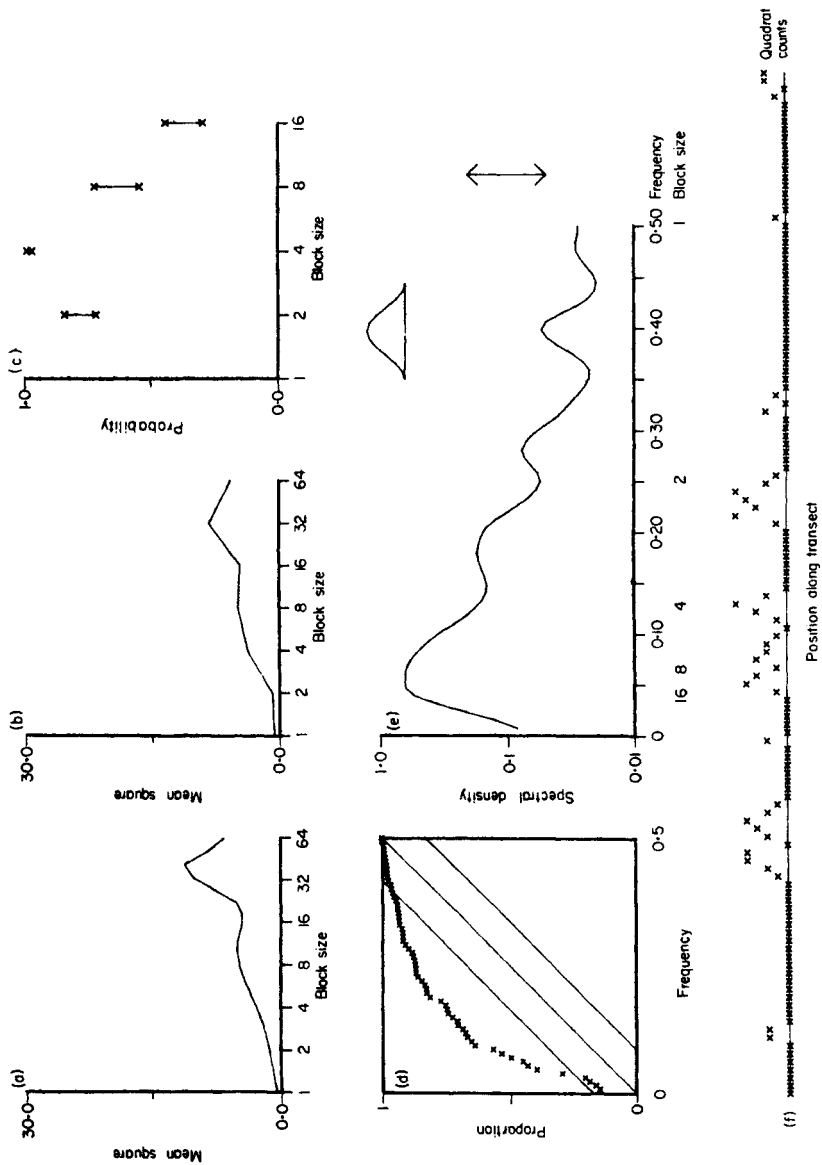 (a)
30·0
Mean square
0·0
1 2 4 8 16 32 64
Block size
(b)
30·0
Mean square
0·0
1 2 4 8 16 32 64
Block size
(c)
1·0
Probability
0·0
1 2 4 8 16
Block size
(d)
1
Proportion
0
0 0·5
Frequency
(e)
1·0
0·1
0·01
Spectral density
0 0·10 0·20 0·30 0·40 0·50 Frequency
16 8 4 2 1 Block size
(f)
Quadrat
counts
Position along transect